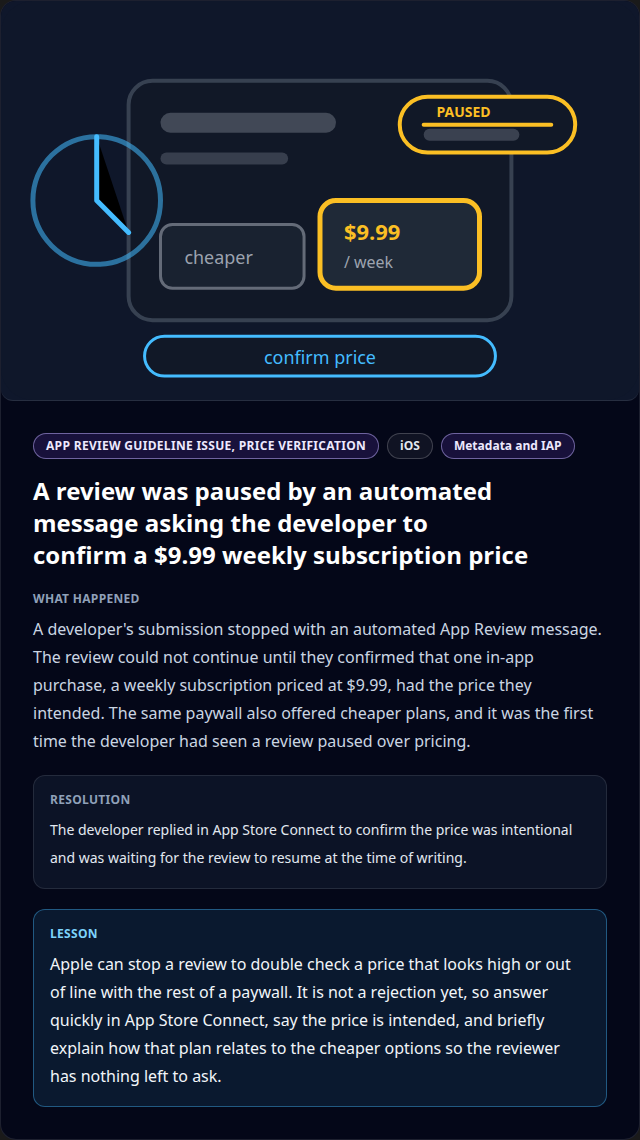 PAUSED
cheaper
$9.99
/ week
confirm price
APP REVIEW GUIDELINE ISSUE, PRICE VERIFICATION
iOS
Metadata and IAP
A review was paused by an automated
message asking the developer to
confirm a $9.99 weekly subscription price
WHAT HAPPENED
A developer's submission stopped with an automated App Review message.
The review could not continue until they confirmed that one in-app
purchase, a weekly subscription priced at $9.99, had the price they
intended. The same paywall also offered cheaper plans, and it was the first
time the developer had seen a review paused over pricing.
RESOLUTION
The developer replied in App Store Connect to confirm the price was intentional
and was waiting for the review to resume at the time of writing.
LESSON
Apple can stop a review to double check a price that looks high or out
of line with the rest of a paywall. It is not a rejection yet, so answer
quickly in App Store Connect, say the price is intended, and briefly
explain how that plan relates to the cheaper options so the reviewer
has nothing left to ask.